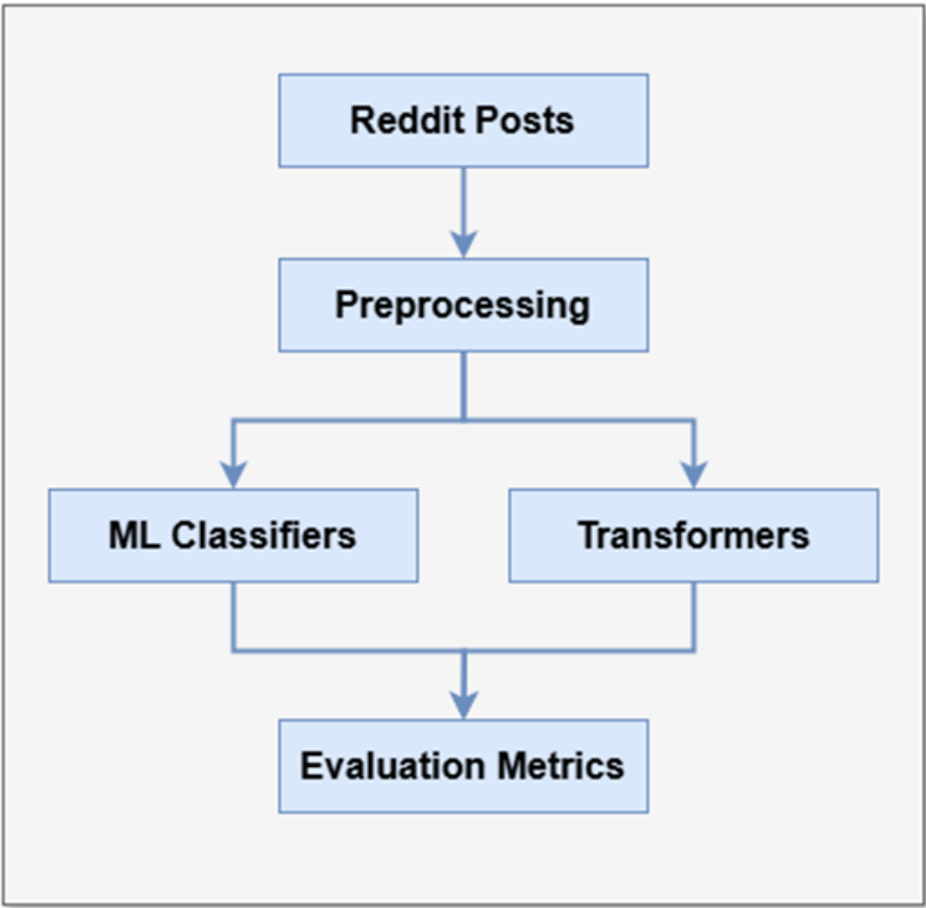 Reddit Posts
Preprocessing
ML Classifiers
Transformers
Evaluation Metrics